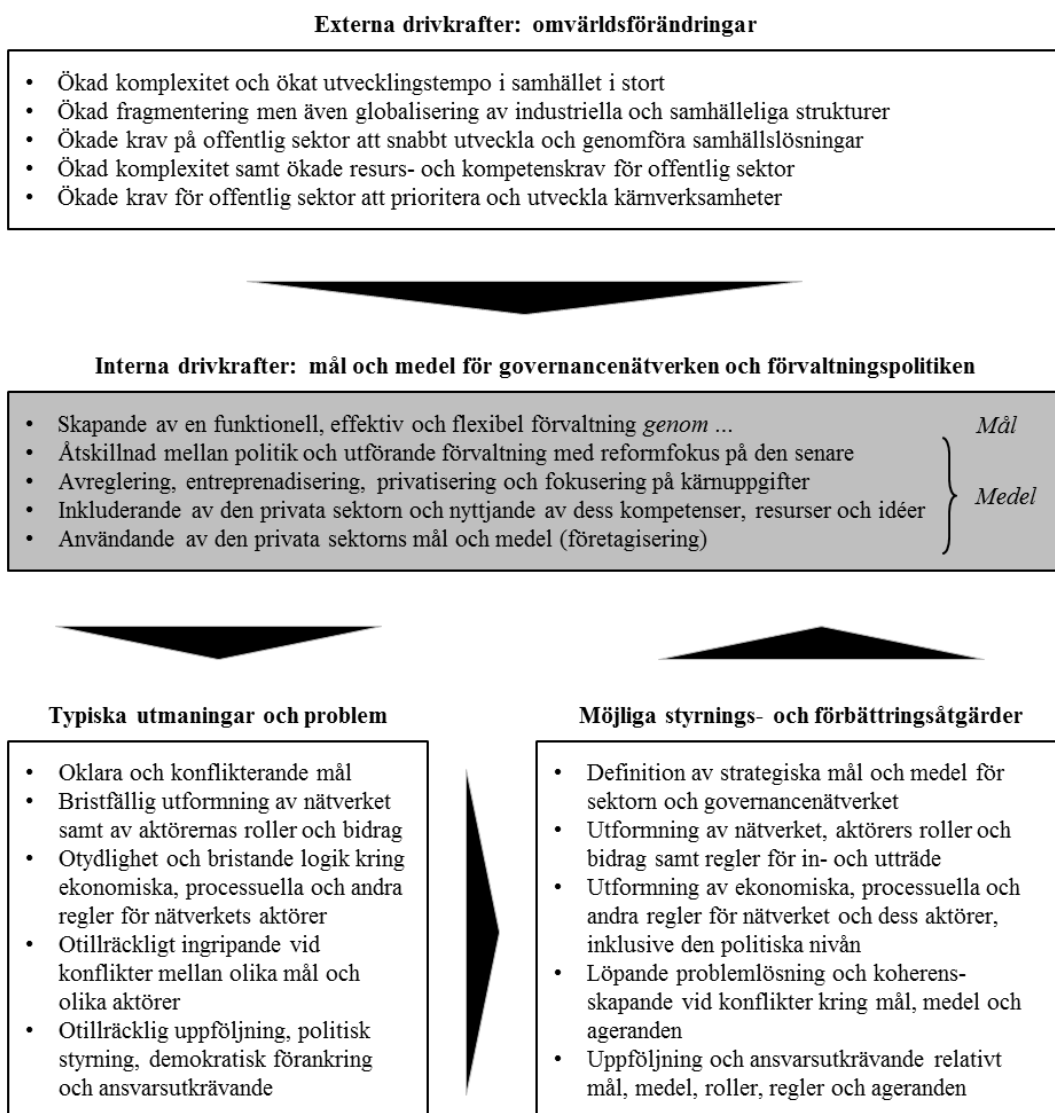 Externa drivkrafter: omvärldsförändringar
• Ökad komplexitet och ökat utvecklingstempo i samhället i stort
• Ökad fragmentering men även globalisering av industriella och samhälleliga strukturer
• Ökade krav på offentlig sektor att snabbt utveckla och genomföra samhällslösningar
• Ökad komplexitet samt ökade resurs- och kompetenskrav för offentlig sektor
• Ökade krav för offentlig sektor att prioritera och utveckla kärnverksamheter
Interna drivkrafter: mål och medel för governancenätverken och förvaltningspolitiken
• Skapande av en funktionell, effektiv och flexibel förvaltning genom ... Mål
• Åtskillnad mellan politik och utförande förvaltning med reformfokus på den senare
• Avreglering, entreprenadisering, privatisering och fokusering på kärnuppgifter
• Inkluderande av den privata sektorn och nyttjande av dess kompetenser, resurser och idéer
Medel
• Användande av den privata sektorns mål och medel (företagisering)
Typiska utmaningar och problem
• Oklara och konflikterande mål
• Bristfällig utformning av nätverket
samt av aktörernas roller och bidrag
• Otydlighet och bristande logik kring
ekonomiska, processuella och andra
regler för nätverkets aktörer
• Otillräckligt ingripande vid
konflikter mellan olika mål och
olika aktörer
• Otillräcklig uppföljning, politisk
styrning, demokratisk förankring
och ansvarsutkrävande
Möjliga styrnings- och förbättringsåtgärder
• Definition av strategiska mål och medel för
sektorn och governancenätverket
• Utformning av nätverket, aktörers roller och
bidrag samt regler för in- och utträde
• Utformning av ekonomiska, processuella och
andra regler för nätverket och dess aktörer,
inklusive den politiska nivån
• Löpande problemlösning och koherens-
skapande vid konflikter kring mål, medel och
ageranden
• Uppföljning och ansvarsutkrävande relativt
mål, medel, roller, regler och ageranden